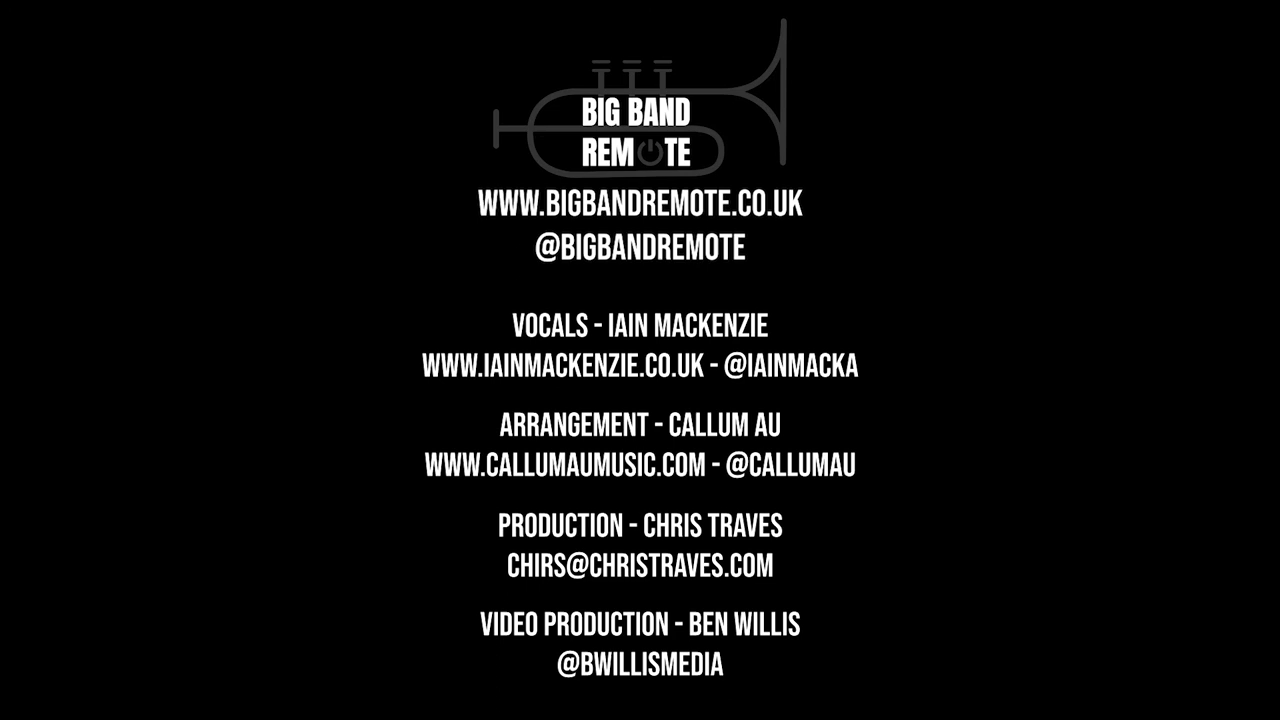 BIG BAND
REMOTE
WWW.BIGBANDREMOTE.CO.UK
@BIGBANDREMOTE
VOCALS - IAIN MACKENZIE
WWW.IAINMACKENZIE.CO.UK - @IAINMACKA
ARRANGEMENT - CALLUM AU
WWW.CALLUMAUMUSIC.COM - @CALLUMAU
PRODUCTION - CHRIS TRAVES
CHIRS@CHRISTRAVES.COM
VIDEO PRODUCTION - BEN WILLIS
@BWILLISMEDIA